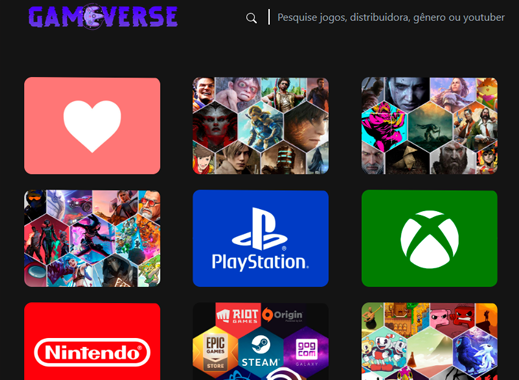 GAMEVERSE
Pesquise jogos, distribuidora, gênero ou youtuber
PlayStation®
Nintendo®
RIOT GAMES
Origin
EPIC GAMES STORE
STEAM
gog com GALAXY